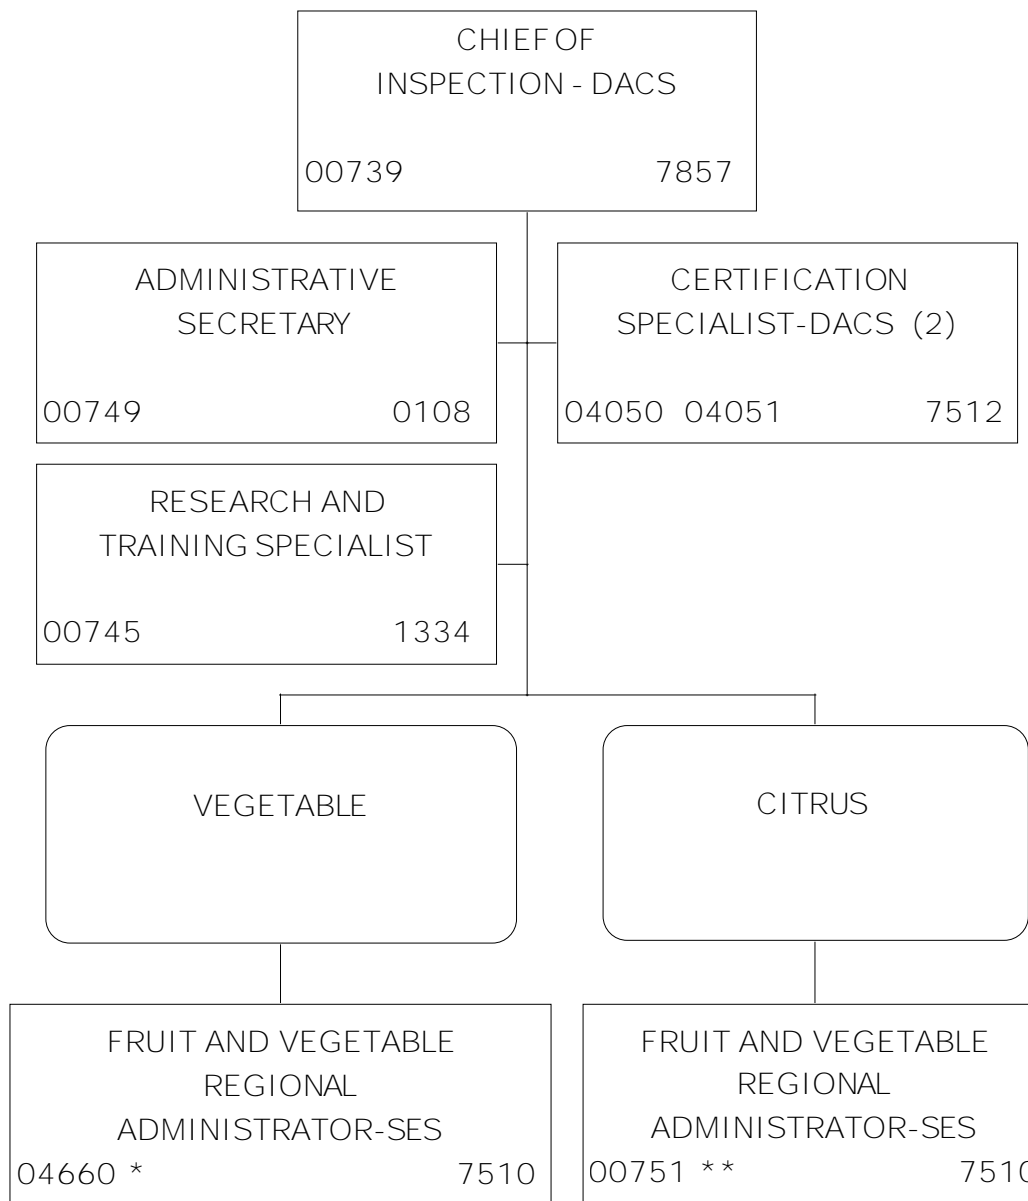 CHIEF OF
INSPECTION - DACS
00739 7857
ADMINISTRATIVE
SECRETARY
00749 0108
CERTIFICATION
SPECIALIST-DACS (2)
04050 04051 7512
RESEARCH AND
TRAINING SPECIALIST
00745 1334
VEGETABLE
CITRUS
FRUIT AND VEGETABLE
REGIONAL
ADMINISTRATOR-SES
04660 * 7510
FRUIT AND VEGETABLE
REGIONAL
ADMINISTRATOR-SES
00751 ** 7510